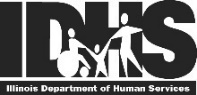 IDHS
Illinois Department of Human Services